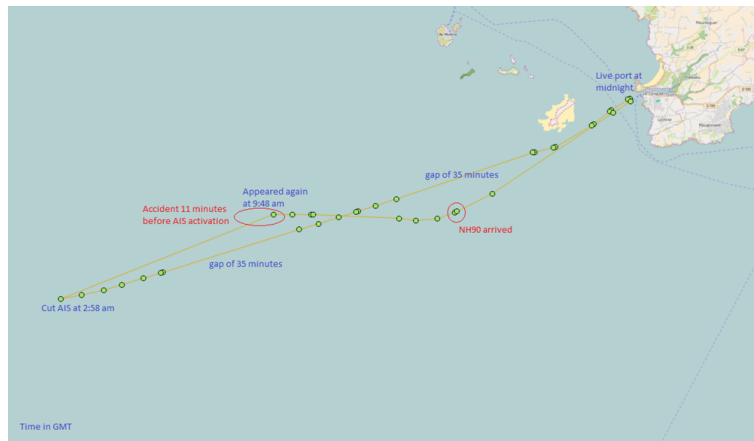 Live port at
midnight
gap of 35 minutes
Appeared again
at 9:48 am
Accident 11 minutes
before AIS activation
NH90 arrived
gap of 35 minutes
Cut AIS at 2:58 am
Time in GMT